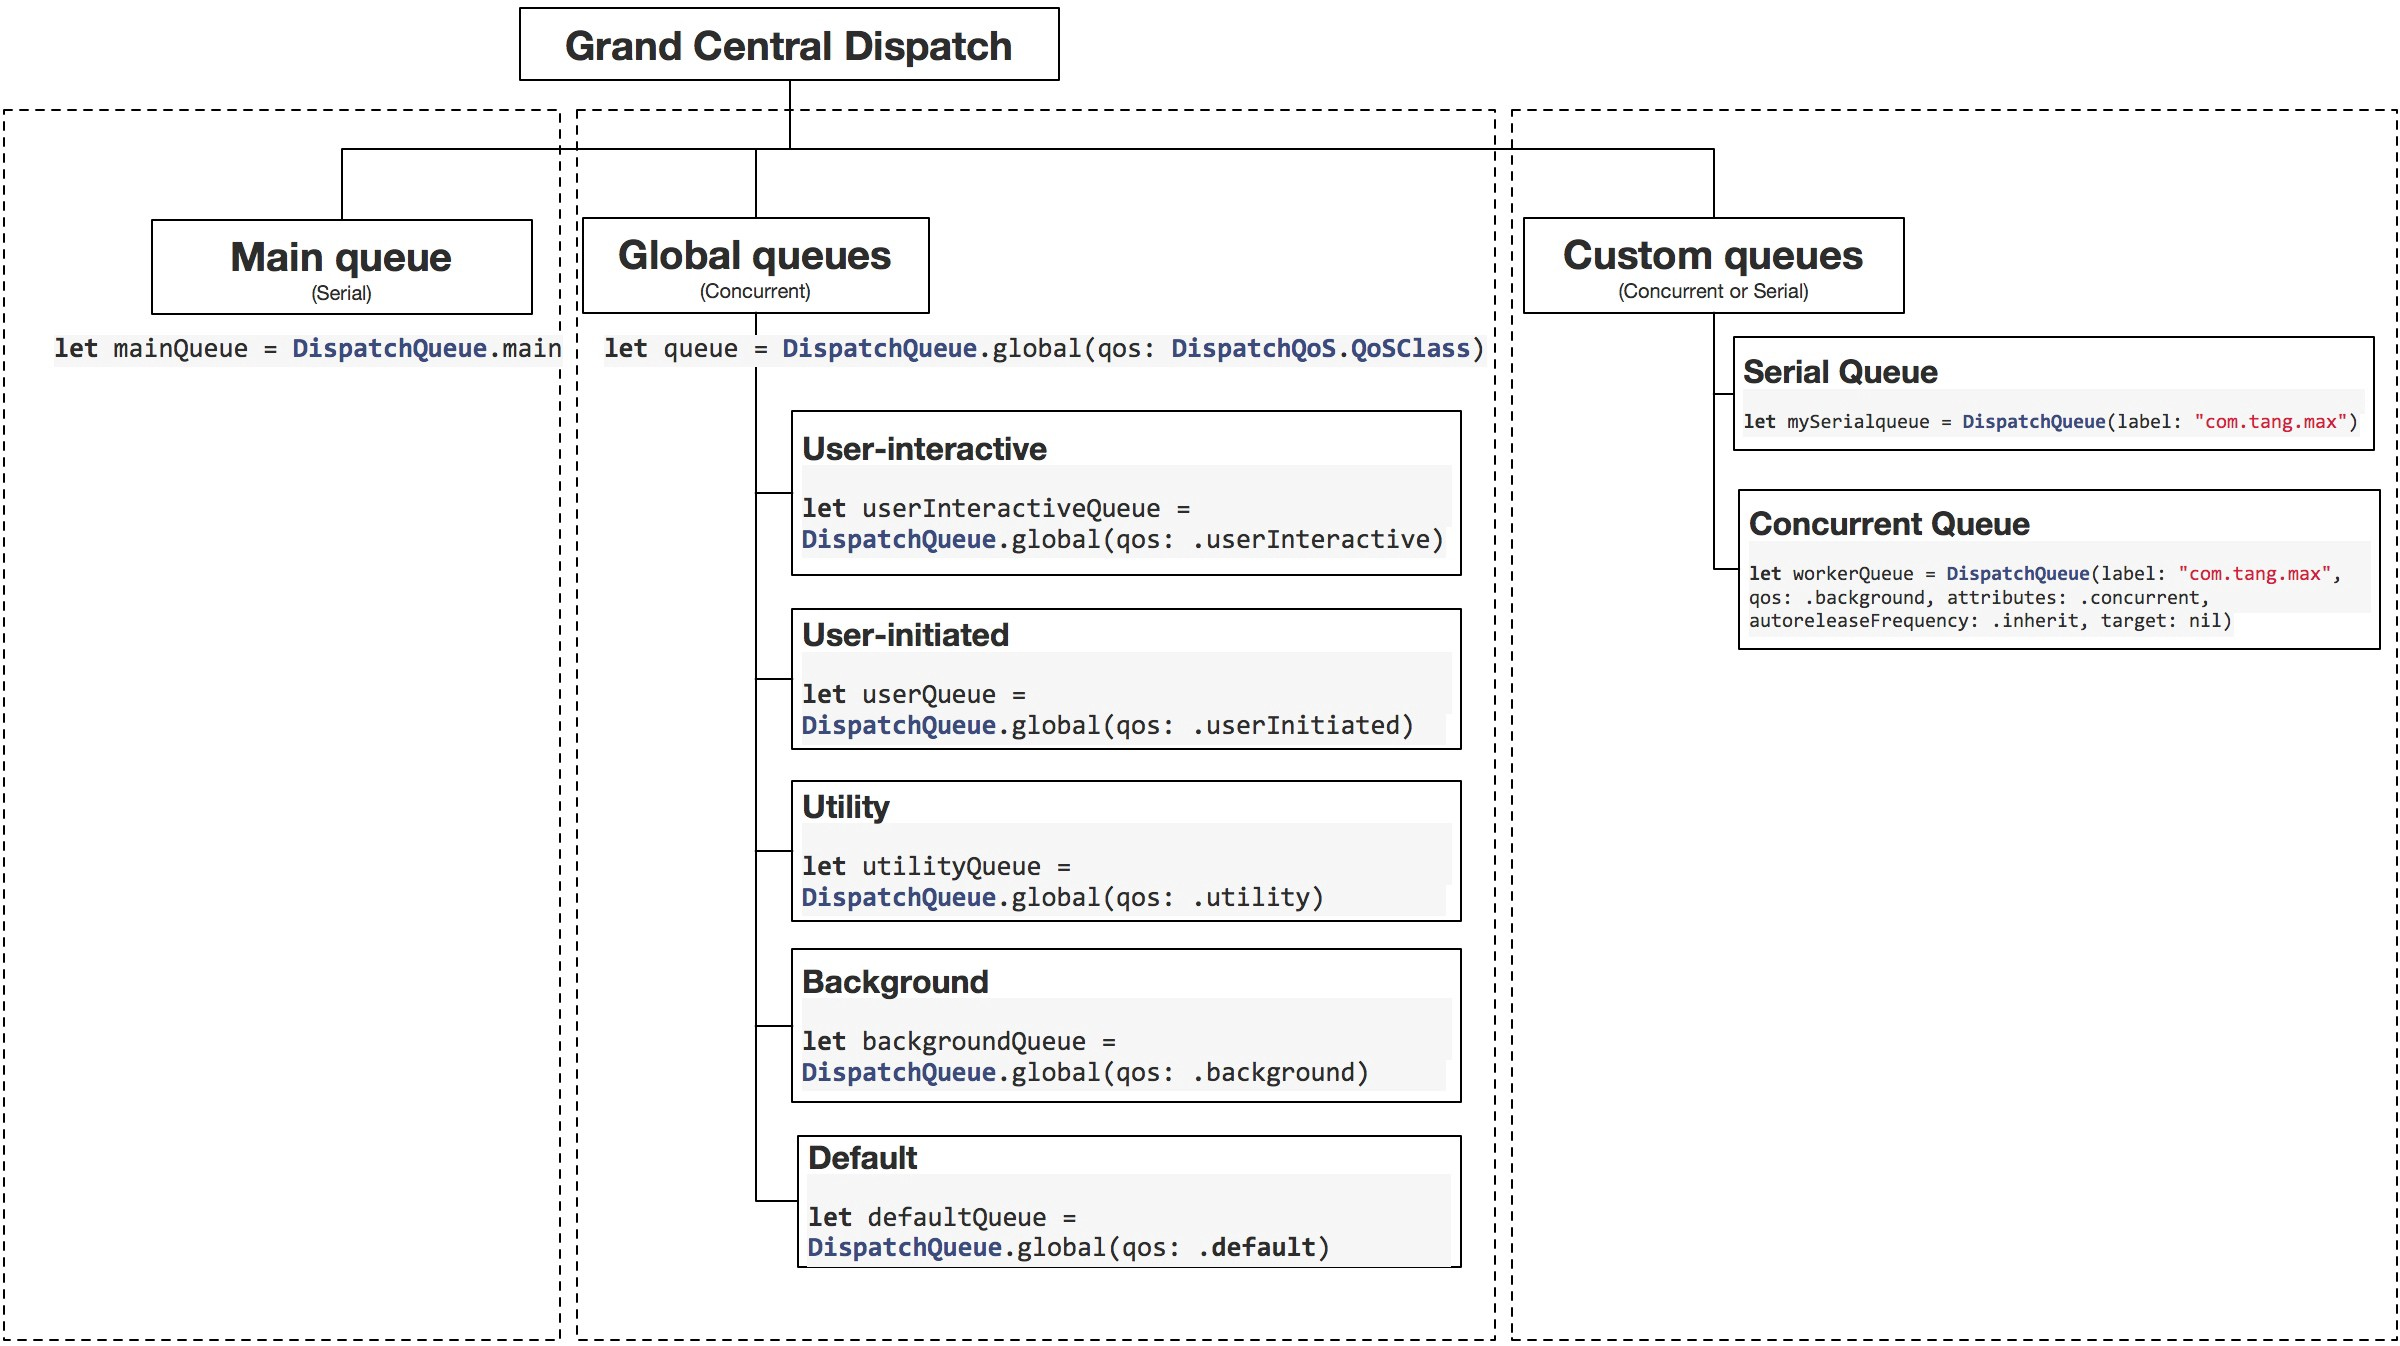 Grand Central Dispatch
Main queue
(Serial)
let mainQueue = DispatchQueue.main
Global queues
(Concurrent)
let queue = DispatchQueue.global(qos: DispatchQoS.QoSClass)
User-interactive
let userInteractiveQueue =
DispatchQueue.global(qos: .userInteractive)
User-initiated
let userQueue =
DispatchQueue.global(qos: .userInitiated)
Utility
let utilityQueue =
DispatchQueue.global(qos: .utility)
Background
let backgroundQueue =
DispatchQueue.global(qos: .background)
Default
let defaultQueue =
DispatchQueue.global(qos: .default)
Custom queues
(Concurrent or Serial)
Serial Queue
let mySerialqueue = DispatchQueue(label: "com.tang.max")
Concurrent Queue
let workerQueue = DispatchQueue(label: "com.tang.max",
qos: .background, attributes: .concurrent,
autoreleaseFrequency: .inherit, target: nil)